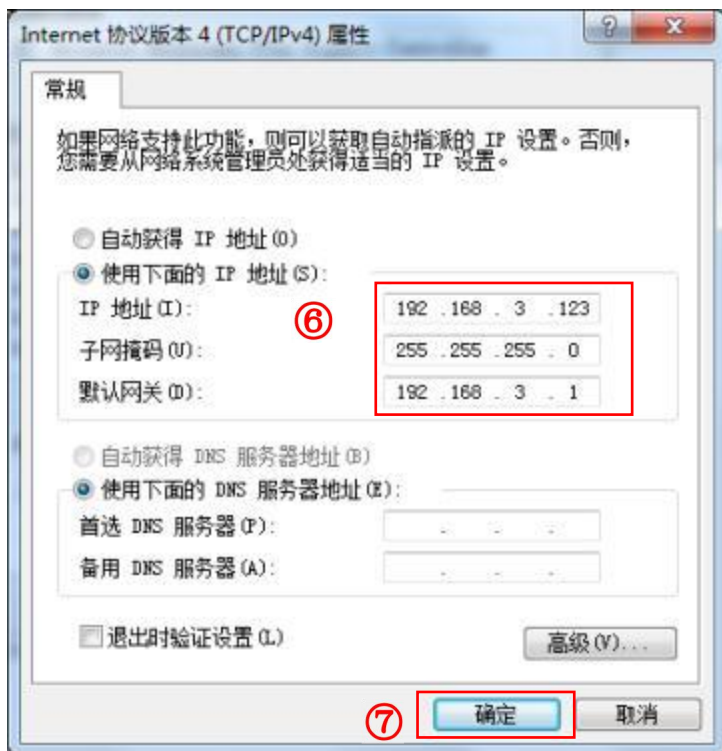 Internet 协议版本 4 (TCP/IPv4) 属性
常规
如果网络支持此功能，则可以获取自动指派的 IP 设置。否则，
您需要从网络系统管理员处获得适当的 IP 设置。
自动获得 IP 地址(O)
使用下面的 IP 地址(S):
IP 地址(I): 192 .168 . 3 .123
⑥
子网掩码(U): 255 .255 .255 . 0
默认网关(D): 192 .168 . 3 . 1
自动获得 DNS 服务器地址(B)
使用下面的 DNS 服务器地址(E):
首选 DNS 服务器(P): . . .
备用 DNS 服务器(A): . . .
退出时验证设置(L)
高级(V)...
⑦ 确定 取消